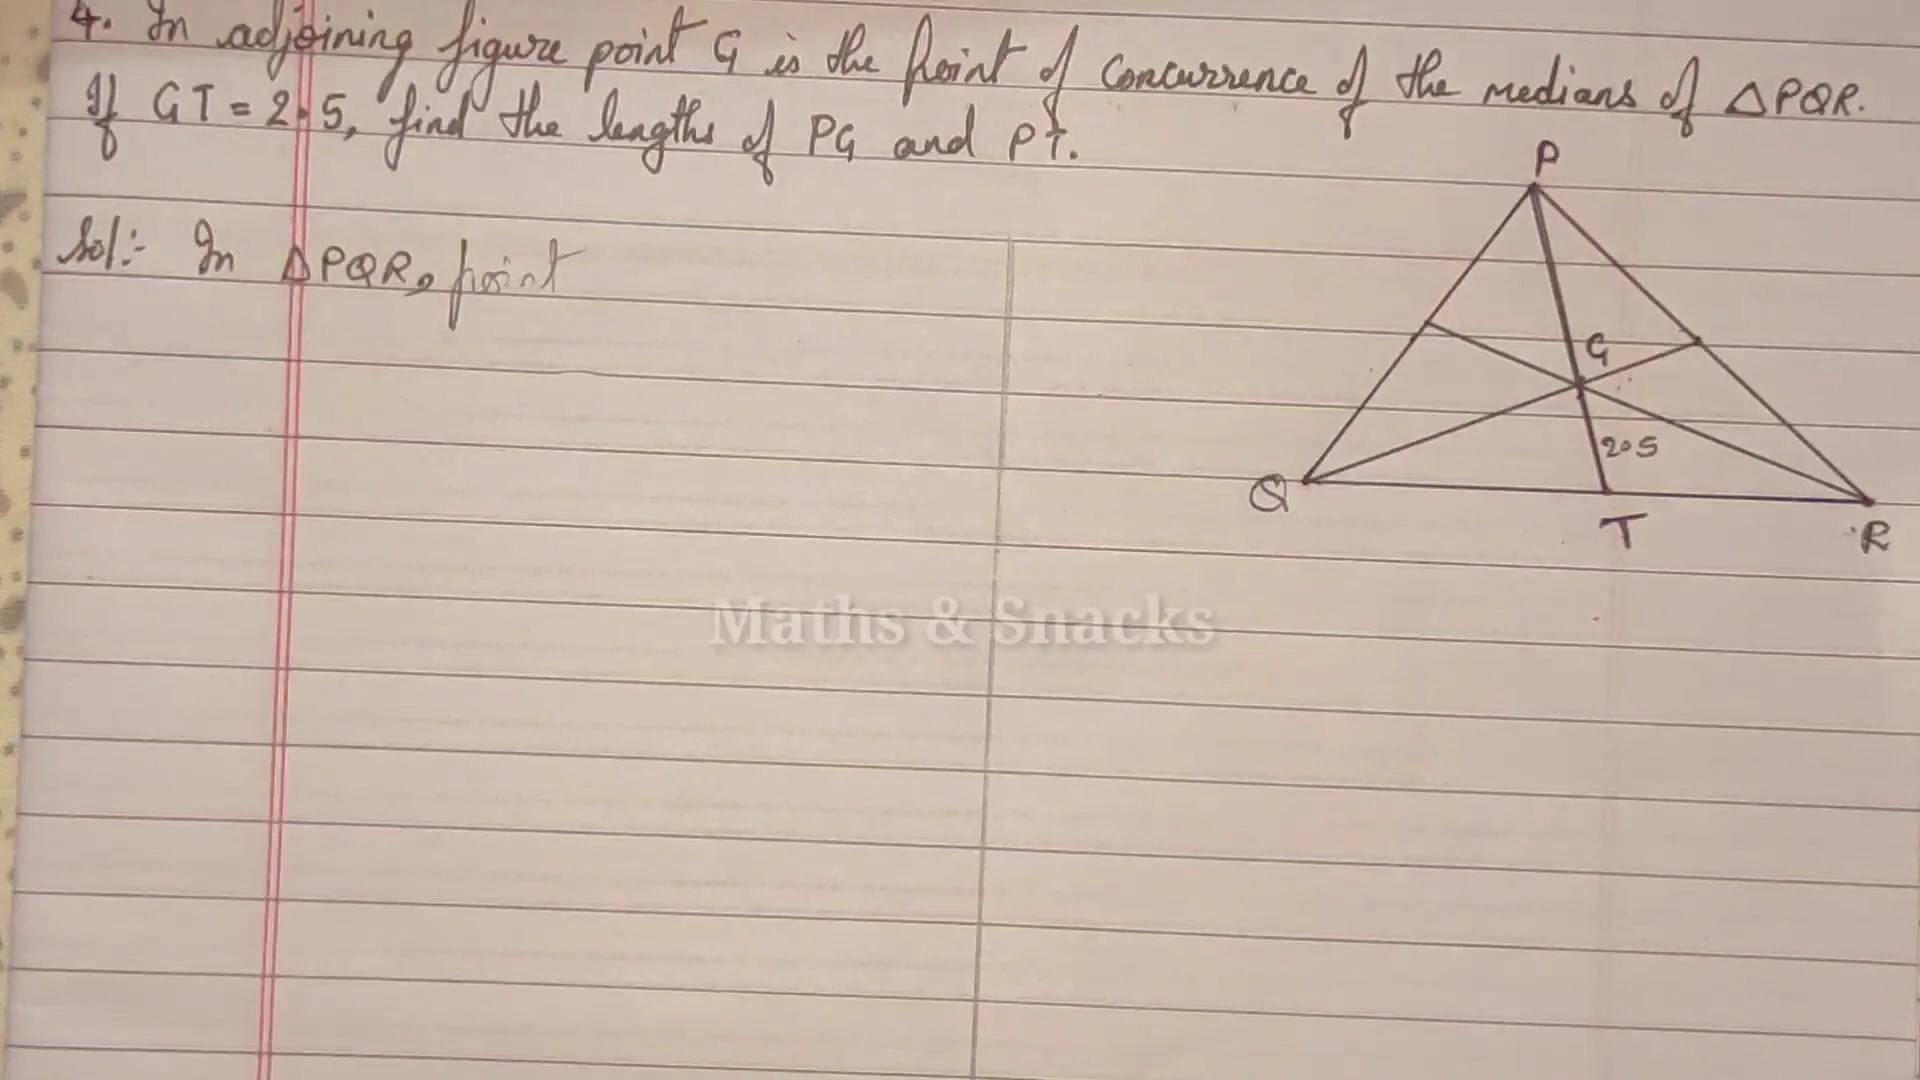 4. In adjoining figure point G is the point of concurrence of the medians of △PQR.
If GT = 2.5, find the lengths of PG and PT.
Sol:- In △PQR, point
P
G
2.5
Q
T
R
Maths & Snacks